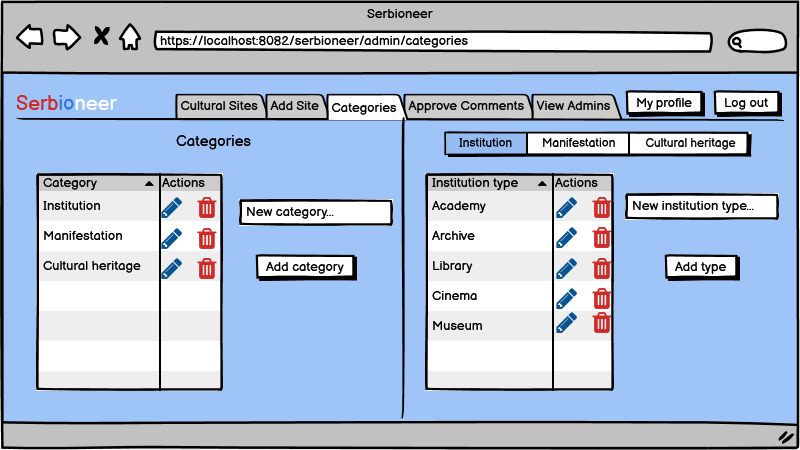 Serbioneer
https://localhost:8082/serbioneer/admin/categories
Serbioneer
Cultural Sites
Add Site
Categories
Approve Comments
View Admins
My profile
Log out
Categories
Category Actions
Institution
Manifestation
Cultural heritage
New category...
Add category
Institution Manifestation Cultural heritage
Institution type Actions
Academy
Archive
Library
Cinema
Museum
New institution type...
Add type